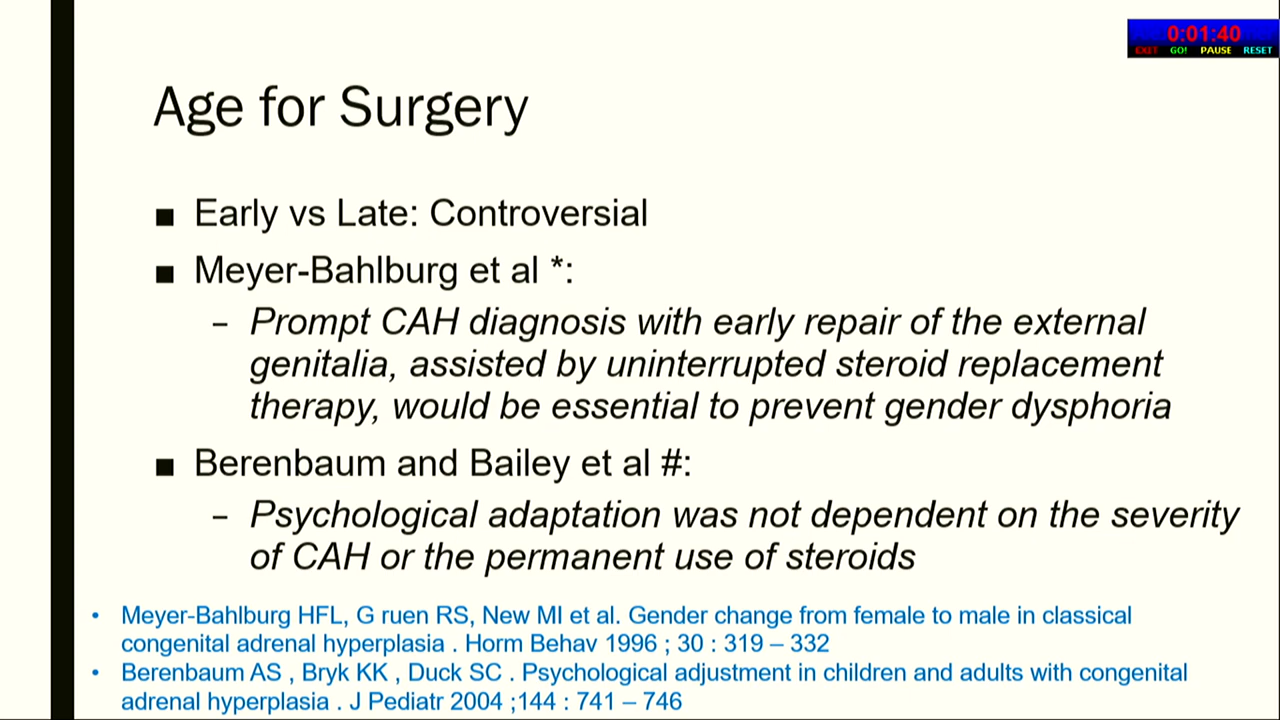 0:01:40
EXIT GO! PAUSE RESET
Age for Surgery
■ Early vs Late: Controversial
■ Meyer-Bahlburg et al *:
– Prompt CAH diagnosis with early repair of the external
genitalia, assisted by uninterrupted steroid replacement
therapy, would be essential to prevent gender dysphoria
■ Berenbaum and Bailey et al #:
– Psychological adaptation was not dependent on the severity
of CAH or the permanent use of steroids
• Meyer-Bahlburg HFL, G ruen RS, New MI et al. Gender change from female to male in classical
congenital adrenal hyperplasia . Horm Behav 1996 ; 30 : 319 – 332
• Berenbaum AS , Bryk KK , Duck SC . Psychological adjustment in children and adults with congenital
adrenal hyperplasia . J Pediatr 2004 ;144 : 741 – 746